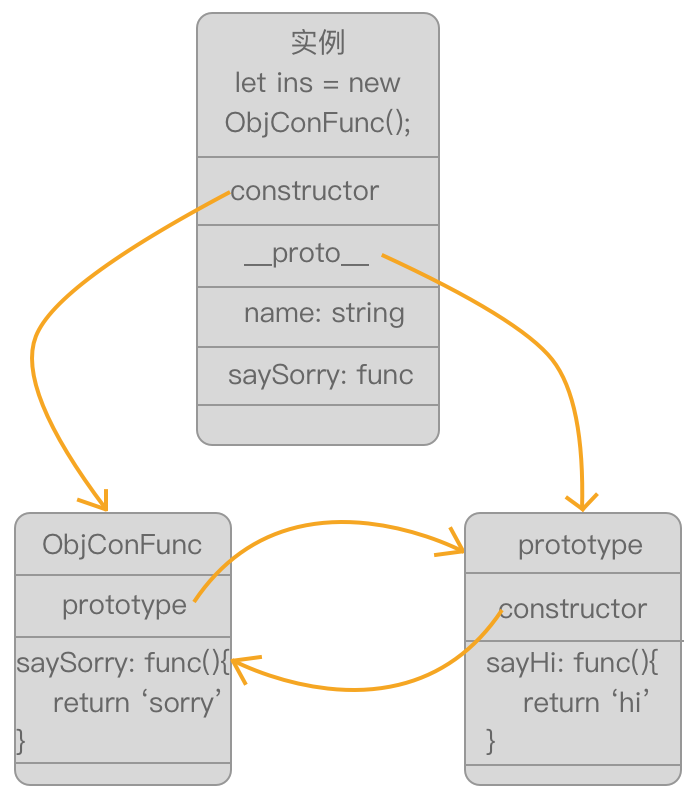 实例
let ins = new
ObjConFunc();
constructor
__proto__
name: string
saySorry: func
ObjConFunc
prototype
saySorry: func(){
return ‘sorry’
}
prototype
constructor
sayHi: func(){
return ‘hi’
}